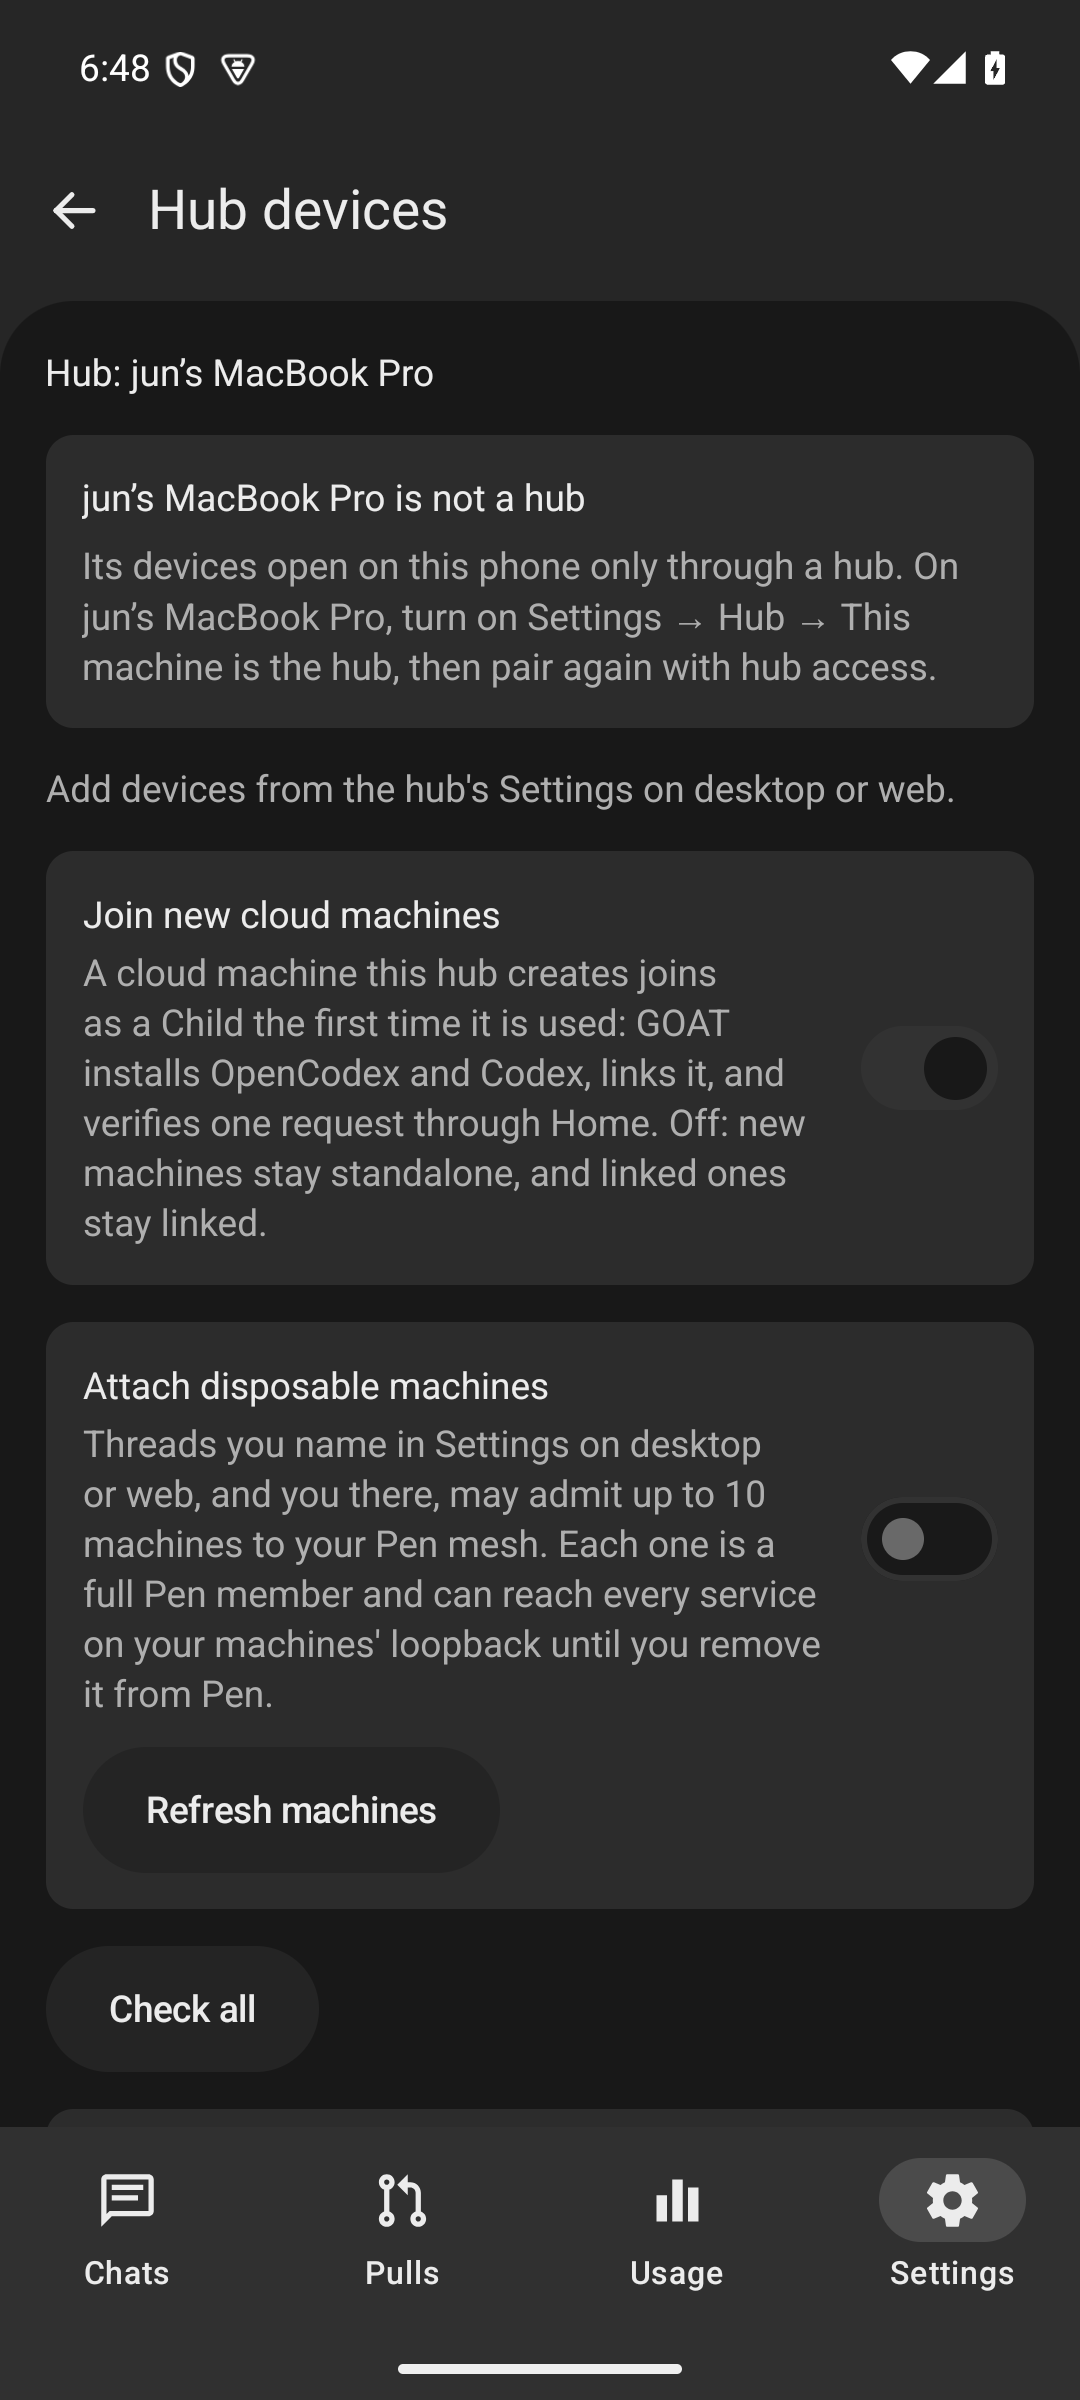 6:48
Hub devices
Hub: jun’s MacBook Pro
jun’s MacBook Pro is not a hub
Its devices open on this phone only through a hub. On
jun’s MacBook Pro, turn on Settings → Hub → This
machine is the hub, then pair again with hub access.
Add devices from the hub's Settings on desktop or web.
Join new cloud machines
A cloud machine this hub creates joins
as a Child the first time it is used: GOAT
installs OpenCodex and Codex, links it, and
verifies one request through Home. Off: new
machines stay standalone, and linked ones
stay linked.
Attach disposable machines
Threads you name in Settings on desktop
or web, and you there, may admit up to 10
machines to your Pen mesh. Each one is a
full Pen member and can reach every service
on your machines' loopback until you remove
it from Pen.
Refresh machines
Check all
Chats
Pulls
Usage
Settings